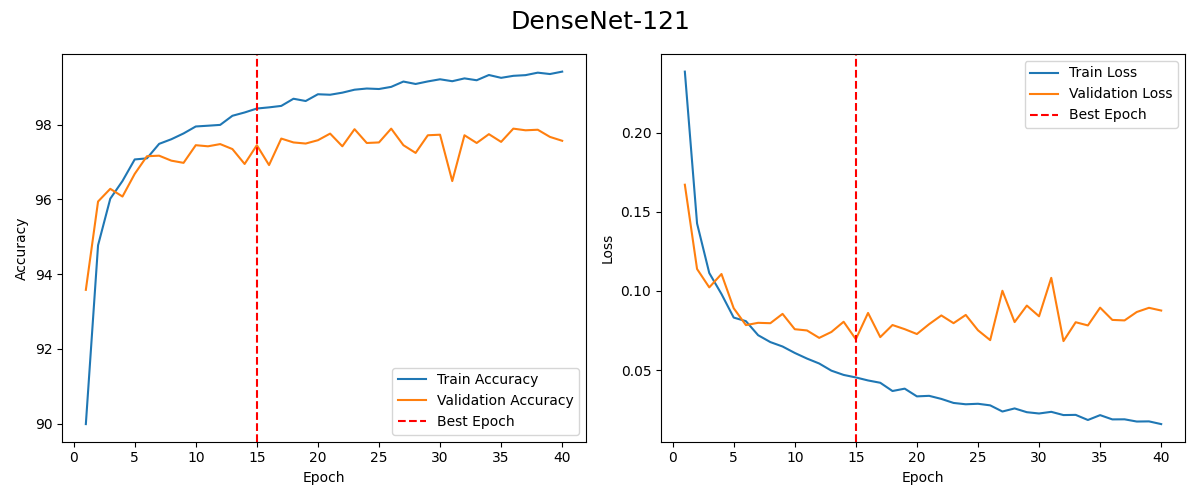 DenseNet-121
Accuracy
98
96
94
92
90
0
5
10
15
20
25
30
35
40
Epoch
Train Accuracy
Validation Accuracy
Best Epoch
Loss
0.20
0.15
0.10
0.05
0
5
10
15
20
25
30
35
40
Epoch
Train Loss
Validation Loss
Best Epoch